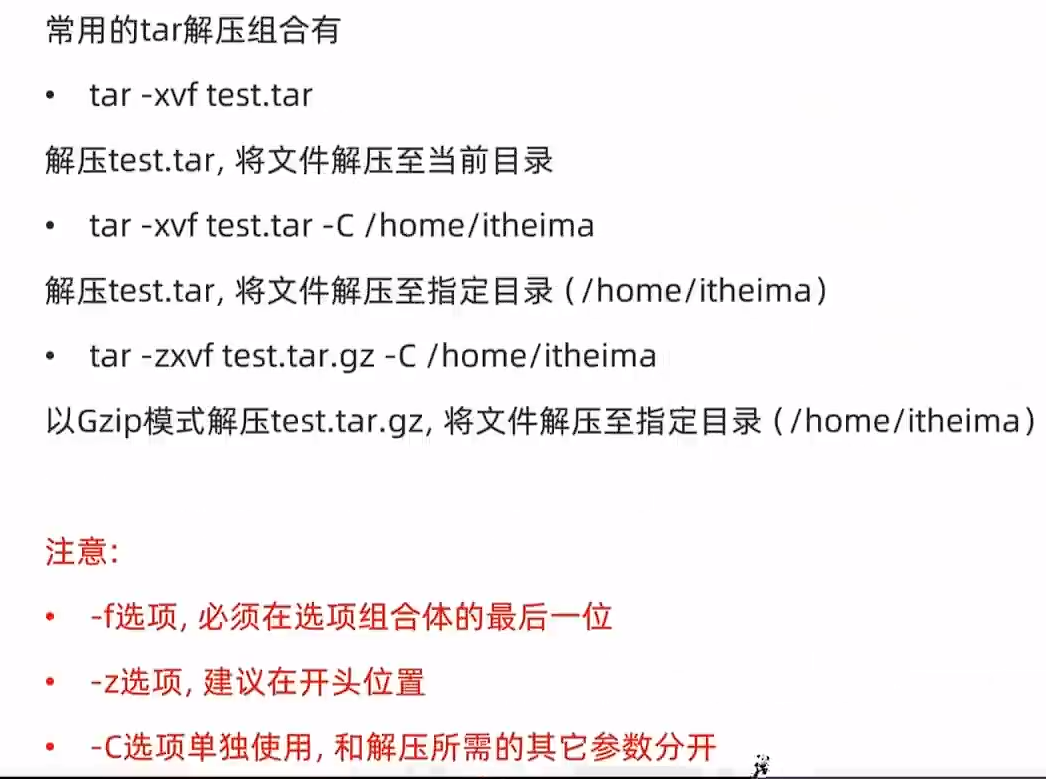 常用的tar解压组合有
• tar -xvf test.tar
解压test.tar, 将文件解压至当前目录
• tar -xvf test.tar -C /home/itheima
解压test.tar, 将文件解压至指定目录（/home/itheima）
• tar -zxvf test.tar.gz -C /home/itheima
以Gzip模式解压test.tar.gz, 将文件解压至指定目录（/home/itheima）
注意：
• -f选项, 必须在选项组合体的最后一位
• -z选项, 建议在开头位置
• -C选项单独使用, 和解压所需的其它参数分开